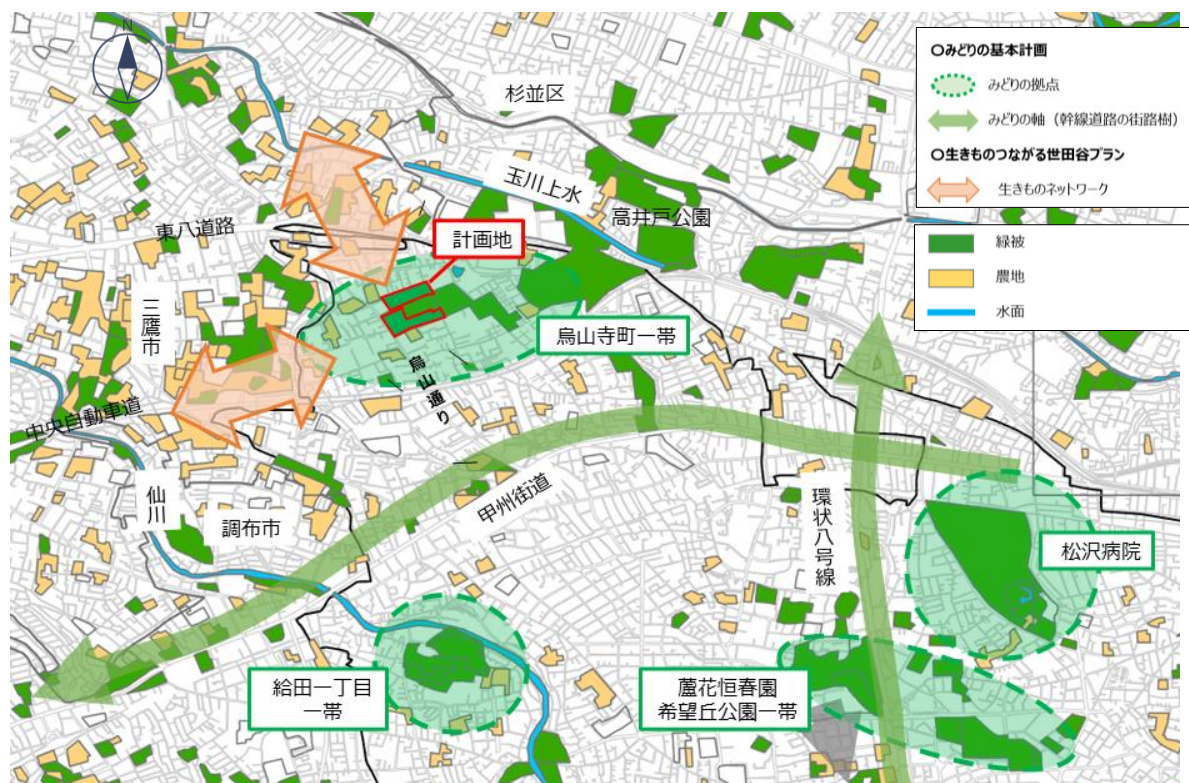 N
杉並区
玉川上水
高井戸公園
東八道路
計画地
三鷹市
烏山寺町一帯
烏山通り
中央自動車道
仙川
調布市
甲州街道
環状八号線
松沢病院
給田一丁目
一帯
蘆花恒春園
希望丘公園一帯
〇みどりの基本計画
みどりの拠点
みどりの軸（幹線道路の街路樹）
〇生きものつながる世田谷プラン
生きものネットワーク
緑被
農地
水面